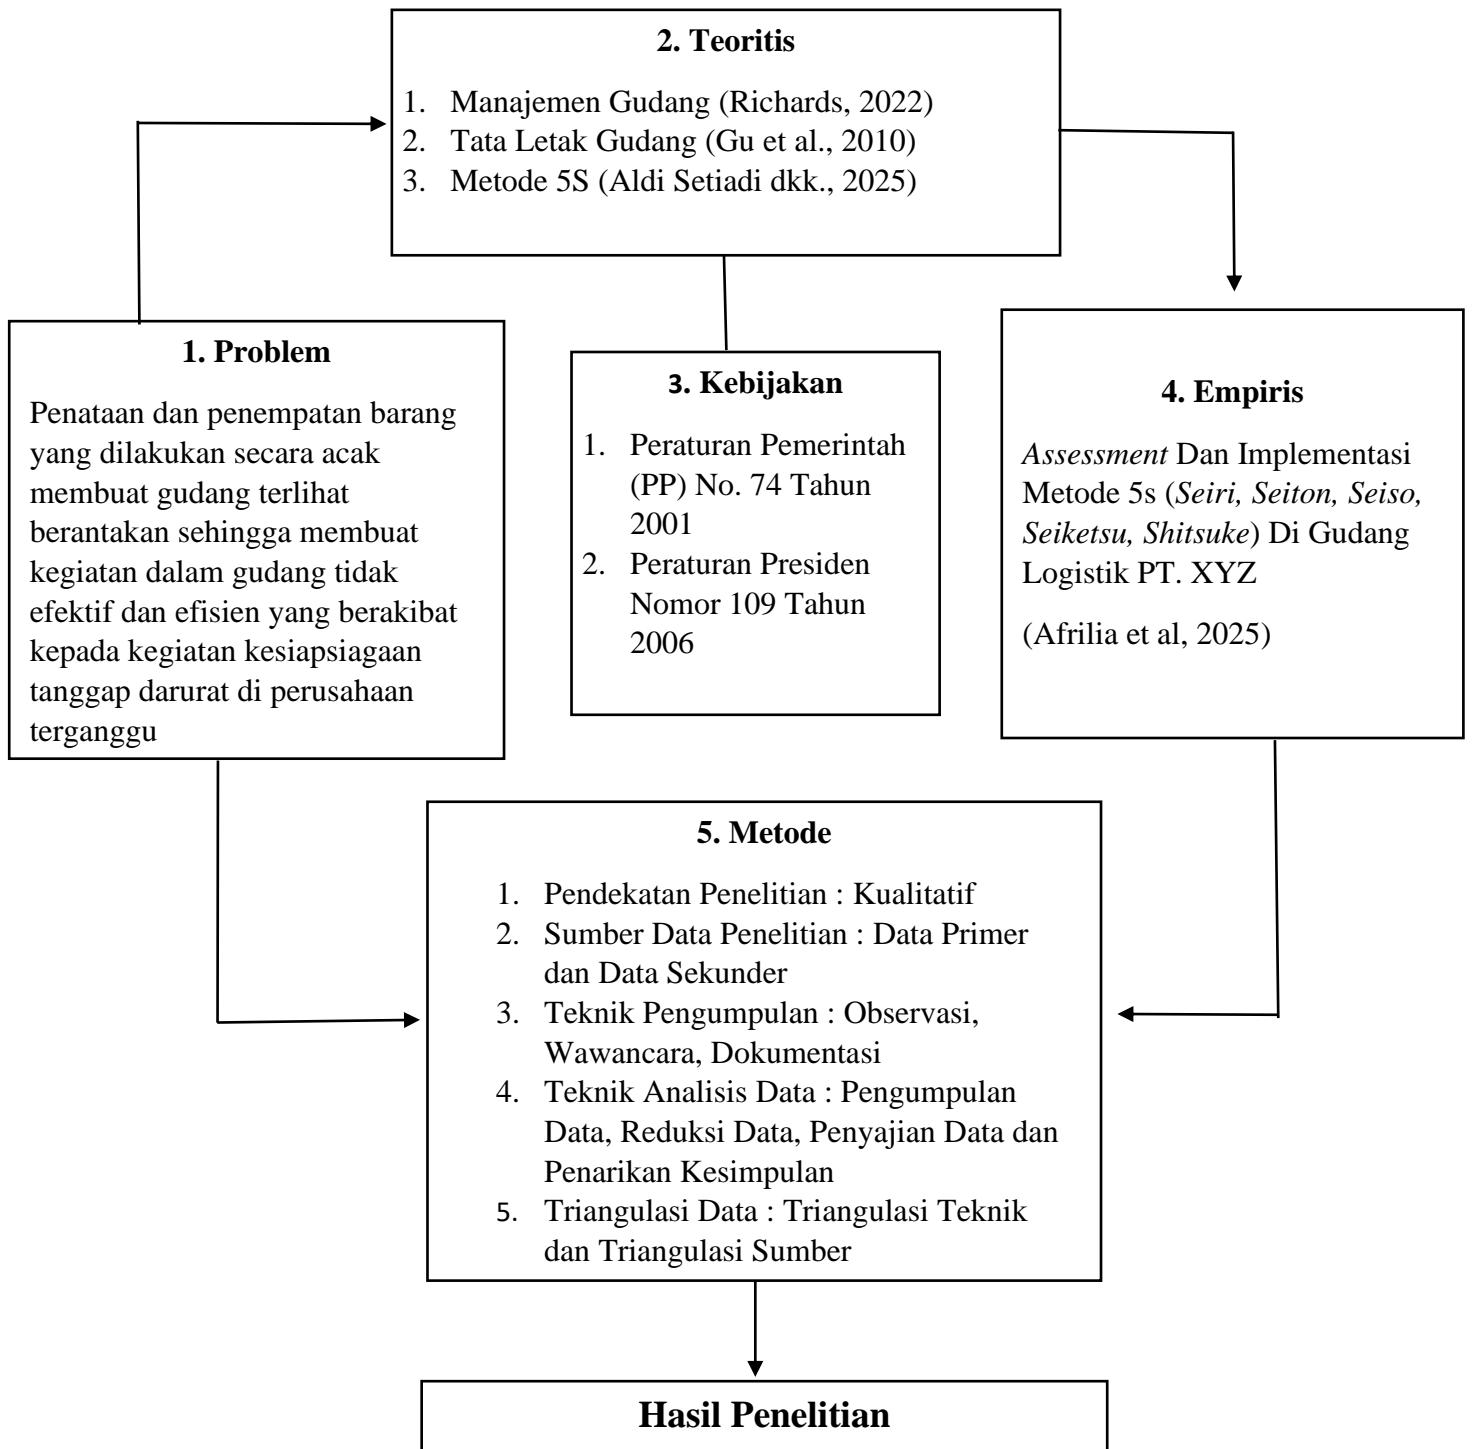 2. Teoritis
1. Manajemen Gudang (Richards, 2022)
2. Tata Letak Gudang (Gu et al., 2010)
3. Metode 5S (Aldi Setiadi dkk., 2025)
1. Problem
Penataan dan penempatan barang
yang dilakukan secara acak
membuat gudang terlihat
berantakan sehingga membuat
kegiatan dalam gudang tidak
efektif dan efisien yang berakibat
kepada kegiatan kesiapsiagaan
tanggap darurat di perusahaan
terganggu
3. Kebijakan
1. Peraturan Pemerintah
(PP) No. 74 Tahun
2001
2. Peraturan Presiden
Nomor 109 Tahun
2006
4. Empiris
Assessment Dan Implementasi
Metode 5s (Seiri, Seiton, Seiso,
Seiketsu, Shitsuke) Di Gudang
Logistik PT. XYZ
(Afrilia et al, 2025)
5. Metode
1. Pendekatan Penelitian : Kualitatif
2. Sumber Data Penelitian : Data Primer
dan Data Sekunder
3. Teknik Pengumpulan : Observasi,
Wawancara, Dokumentasi
4. Teknik Analisis Data : Pengumpulan
Data, Reduksi Data, Penyajian Data dan
Penarikan Kesimpulan
5. Triangulasi Data : Triangulasi Teknik
dan Triangulasi Sumber
Hasil Penelitian